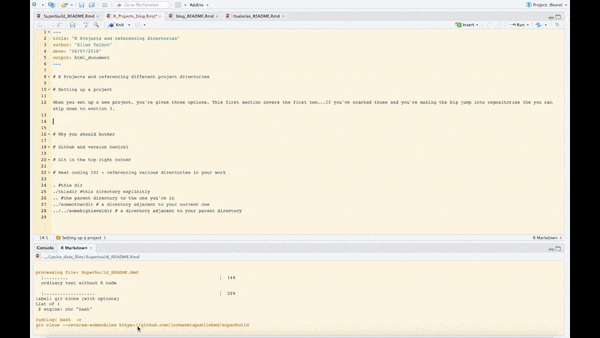 Go to file/function
Addins
Project: (None)
Superbuild_README.Rmd
R_Projects_blog.Rmd*
blog_README.Rmd
itsalocke_README.Rmd
Knit
Insert
Run
1 ---
2 title: "R Projects and referencing directories"
3 author: "Ellen Talbot"
4 date: "06/07/2018"
5 output: html_document
6 ---
7
8 # R Projects and referencing different project directories
9
10 # Setting up a project
11
12 When you set up a new project, you're given three options. This first section covers the first two...If you've cracked those and you're making the big jump into repositories the you can
skip down to section 3.
13
14
15
16 # Why you should bother
17
18 # Github and version control
19
20 # Git in the top right corner
21
22 # Neat coding 101 - referencing various directories in your work
23
24 . #this dir
25 ./thisdir #this directory explicitly
26 .. #the parent directory to the one you're in
27 ../someotherdir # a directory adjacent to your current one
28 ../../somehighleveldir # a directory adjacent to your parent directory
29
14:1
Setting up a project
R Markdown
Console
R Markdown
processing file: Superbuild_README.Rmd
|......... | 14%
ordinary text without R code
|................... | 29%
label: git clone (with options)
List of 1
$ engine: chr "bash"
running: bash -c
git clone --recurse-submodules https://github.com/lockedatapublished/superbuild